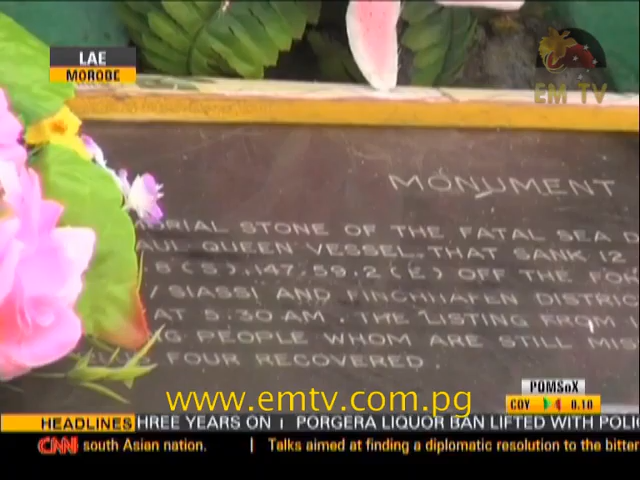 LAE
MOROBE
EM TV
MONUMENT
RIAL STONE OF THE FATAL SEA D
AUL QUEEN VESSEL. THAT SANK 12
5 (S), 147.59.2 (E) OFF THE FOR
/ SIASSI AND FINCHHAFEN DISTRIC
AT 5.30 AM. THE LISTING FROM
G PEOPLE WHOM ARE STILL MIS
FOUR RECOVERED.
www.emtv.com.pg
POMSoX
COY 0.10
HEADLINES HREE YEARS ON | PORGERA LIQUOR BAN LIFTED WITH POLIC
CNN south Asian nation. | Talks aimed at finding a diplomatic resolution to the bitter